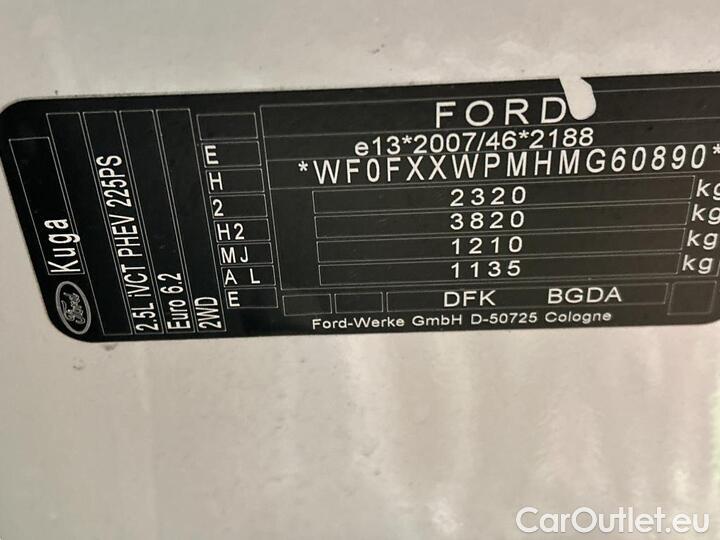 Ford
Kuga
2.5L iVCT PHEV 225PS
Euro 6.2
2WD
E
H
2
H2
MJ
A L
E
FORD
e13*2007/46*2188
*WF0FXXWPMHMG60890*
2320 kg
3820 kg
1210 kg
1135 kg
DFK BGDA
Ford-Werke GmbH D-50725 Cologne
CarOutlet.eu